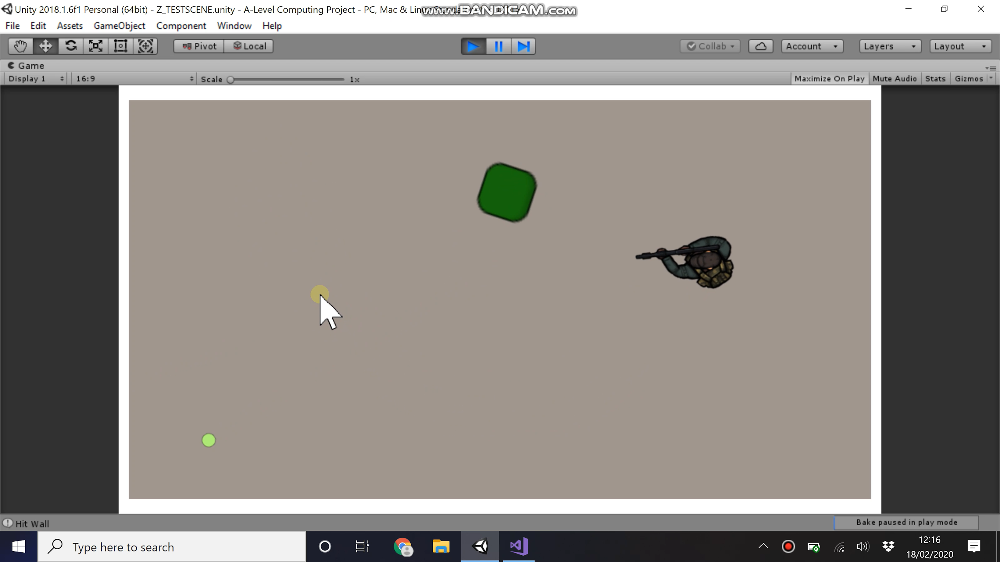 Unity 2018.1.6f1 Personal (64bit) - Z_TESTSCENE.unity - A-Level Computing Project - PC, Mac &
www.BANDICAM.com
File Edit Assets GameObject Component Window Help
Pivot Local Collab Account Layers Layout
Game
Display 1 16:9 Scale 1x Maximize On Play Mute Audio Stats Gizmos
Hit Wall
Bake paused in play mode
Type here to search
12:16
18/02/2020